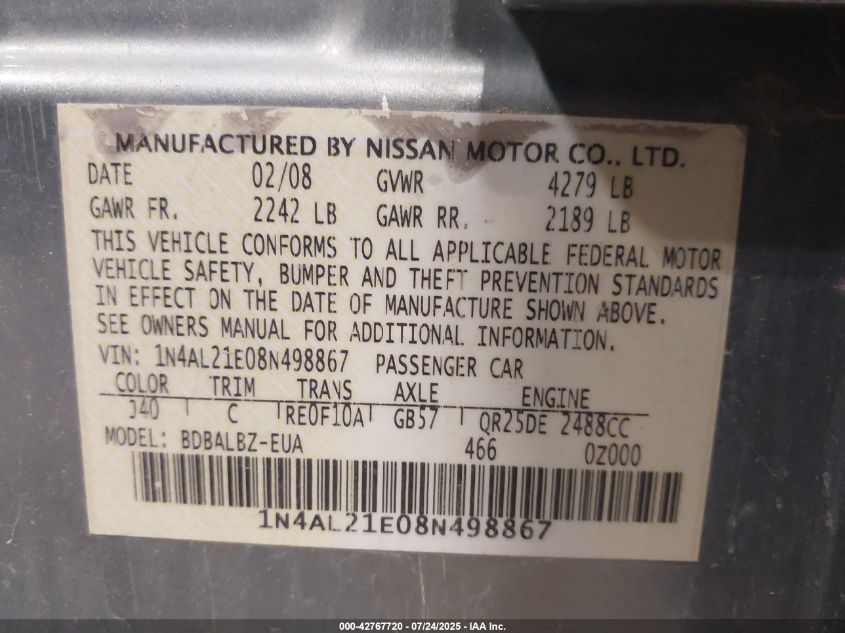 MANUFACTURED BY NISSAN MOTOR CO., LTD.
DATE 02/08 GVWR 4279 LB
GAWR FR. 2242 LB GAWR RR. 2189 LB
THIS VEHICLE CONFORMS TO ALL APPLICABLE FEDERAL MOTOR
VEHICLE SAFETY, BUMPER AND THEFT PREVENTION STANDARDS
IN EFFECT ON THE DATE OF MANUFACTURE SHOWN ABOVE.
SEE OWNERS MANUAL FOR ADDITIONAL INFORMATION.
VIN: 1N4AL21E08N498867 PASSENGER CAR
COLOR TRIM TRANS AXLE ENGINE
J40 C RE0F10A GB57 QR25DE 2488CC
MODEL: BDBALBZ-EUA 466 0Z000
1N4AL21E08N498867
000-42767720 - 07/24/2025 - IAA Inc.